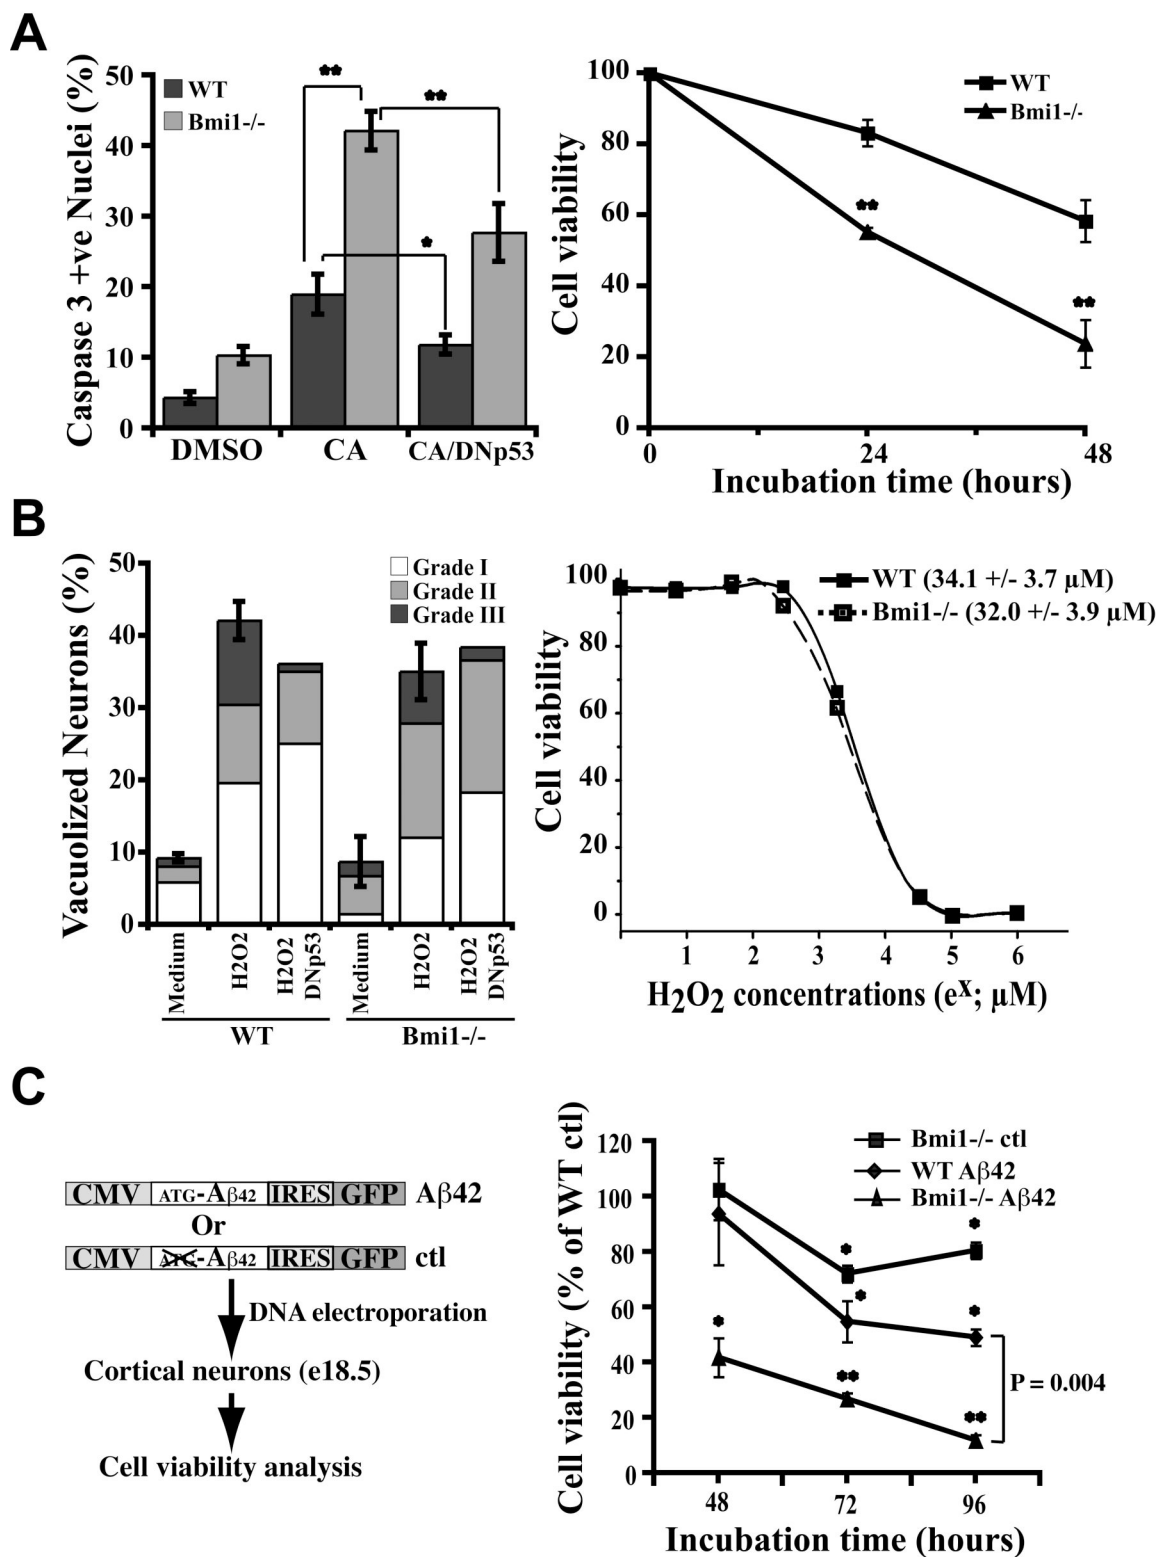 A
Caspase 3 +ve Nuclei (%)
50
40
30
20
10
0
WT
Bmi1-/-
**
**
*
DMSO
CA
CA/DNp53
Cell viability
100
80
60
40
20
0
WT
Bmi1-/-
**
**
0
24
48
Incubation time (hours)
B
Vacuolized Neurons (%)
50
40
30
20
10
0
Grade I
Grade II
Grade III
Medium
H2O2
H2O2 DNp53
Medium
H2O2
H2O2 DNp53
WT
Bmi1-/-
Cell viability
100
80
60
40
20
0
WT (34.1 +/- 3.7 µM)
Bmi1-/- (32.0 +/- 3.9 µM)
1 2 3 4 5 6
H2O2 concentrations (eˣ; µM)
C
CMV ATG-Aβ42 IRES GFP Aβ42
Or
CMV ATG-Aβ42 IRES GFP ctl
DNA electroporation
Cortical neurons (e18.5)
Cell viability analysis
Cell viability (% of WT ctl)
120
100
80
60
40
20
0
Bmi1-/- ctl
WT Aβ42
Bmi1-/- Aβ42
*
*
*
*
*
**
**
P = 0.004
48
72
96
Incubation time (hours)